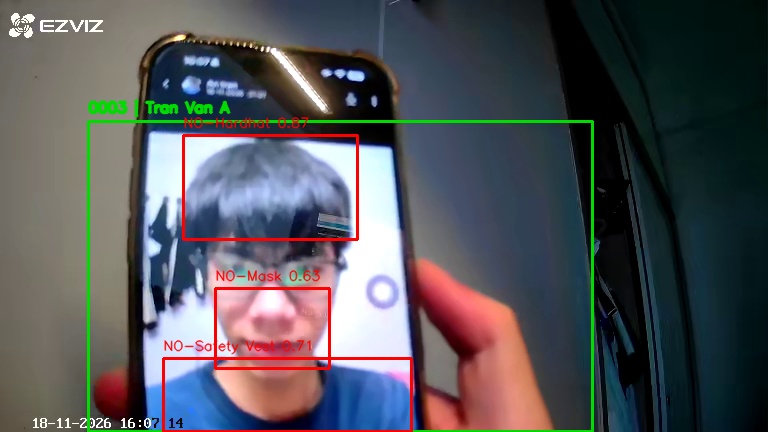 EZVIZ
0003 | Tran Van A
NO-Hardhat 0.87
NO-Mask 0.63
NO-Safety Vest 0.71
18-11-2026 16:07 14